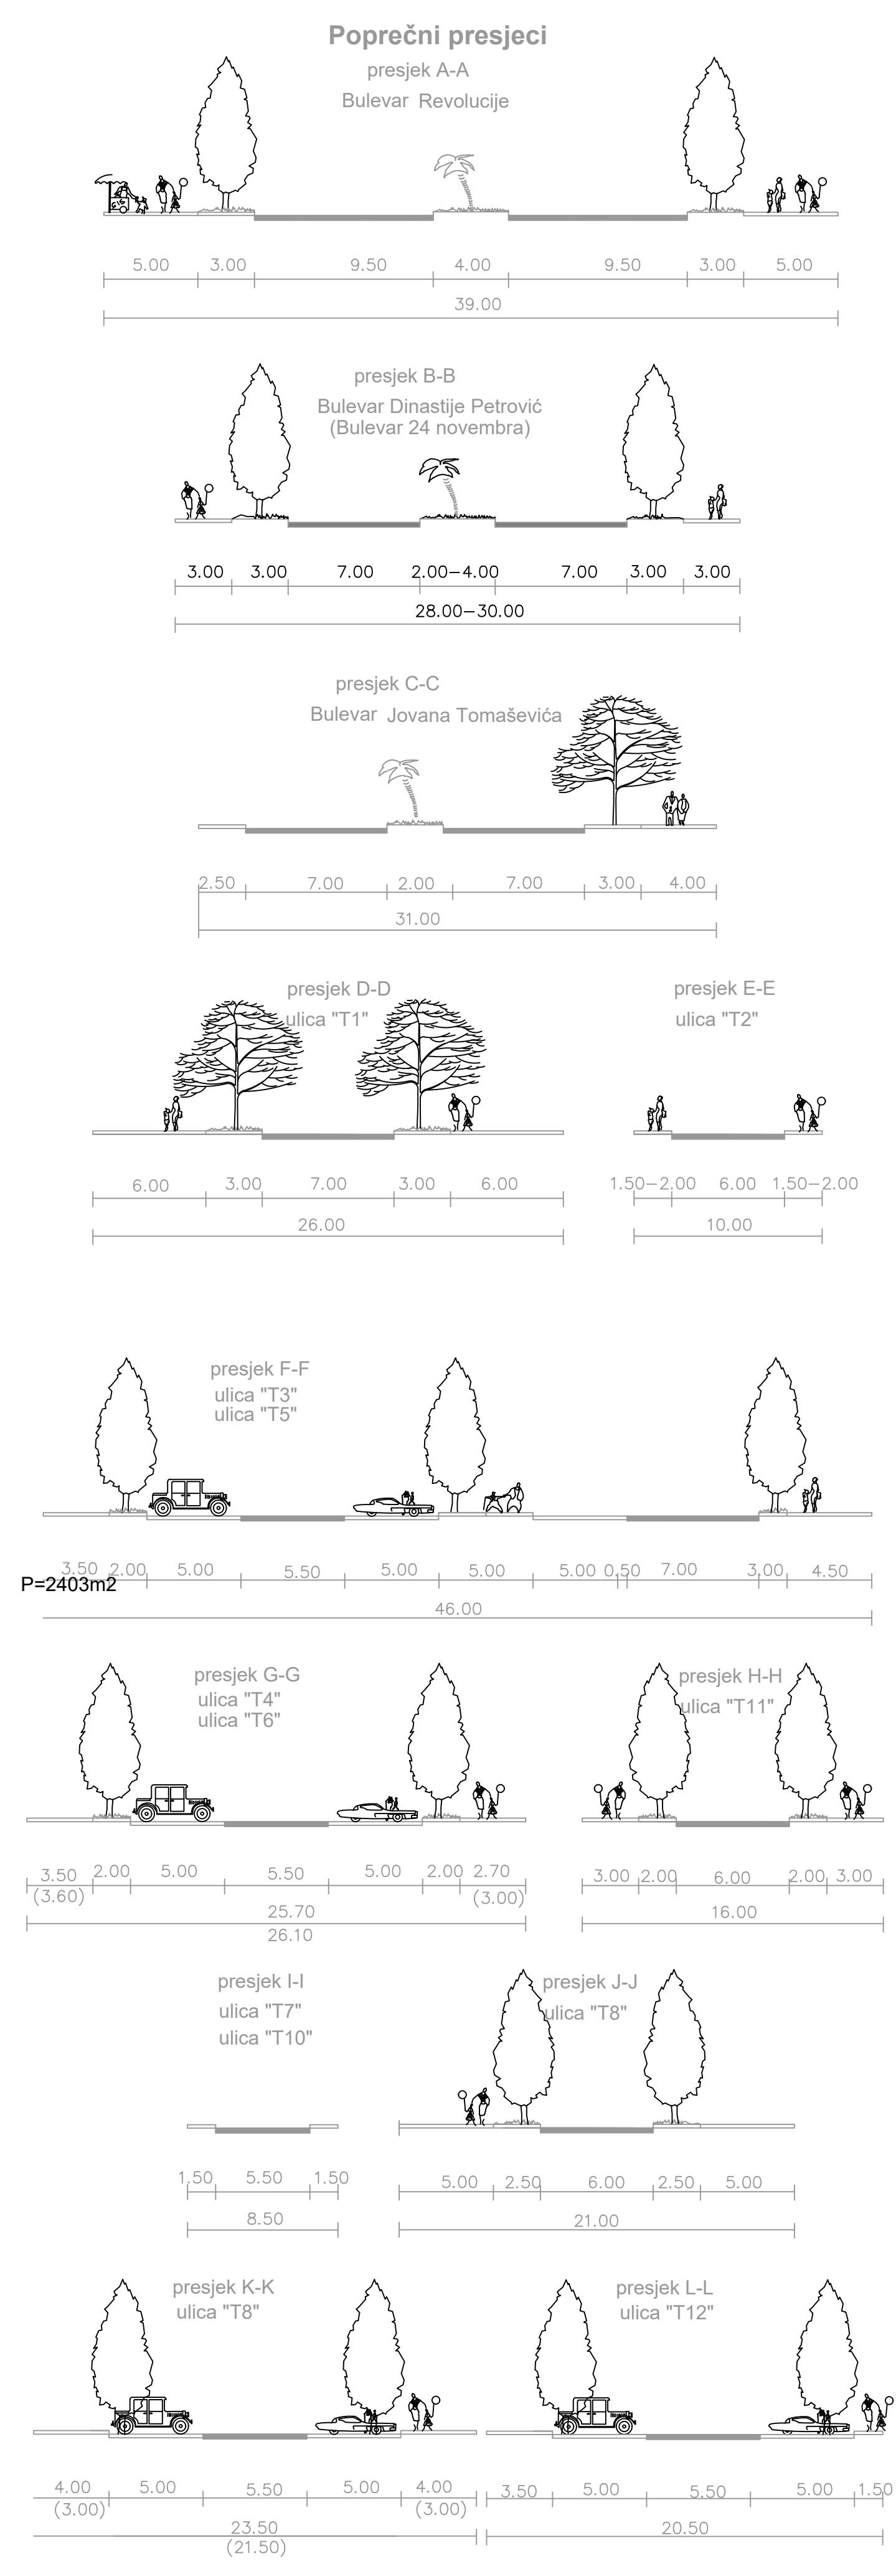 Poprečni presjeci
presjek A-A
Bulevar Revolucije
5.00 3.00 9.50 4.00 9.50 3.00 5.00
39.00
presjek B-B
Bulevar Dinastije Petrović
(Bulevar 24 novembra)
3.00 3.00 7.00 2.00–4.00 7.00 3.00 3.00
28.00–30.00
presjek C-C
Bulevar Jovana Tomaševića
2.50 7.00 2.00 7.00 3.00 4.00
31.00
presjek D-D
ulica "T1"
6.00 3.00 7.00 3.00 6.00
26.00
presjek E-E
ulica "T2"
1.50–2.00 6.00 1.50–2.00
10.00
presjek F-F
ulica "T3"
ulica "T5"
3.50 2.00 5.00 5.50 5.00 5.00 5.00 0.50 7.00 3.00 4.50
P=2403m2
46.00
presjek G-G
ulica "T4"
ulica "T6"
3.50 2.00 5.00 5.50 5.00 2.00 2.70
(3.60) (3.00)
25.70
26.10
presjek H-H
ulica "T11"
3.00 2.00 6.00 2.00 3.00
16.00
presjek I-I
ulica "T7"
ulica "T10"
1.50 5.50 1.50
8.50
presjek J-J
ulica "T8"
5.00 2.50 6.00 2.50 5.00
21.00
presjek K-K
ulica "T8"
4.00 5.00 5.50 5.00 4.00
(3.00) (3.00)
23.50
(21.50)
presjek L-L
ulica "T12"
3.50 5.00 5.50 5.00 1.50
20.50